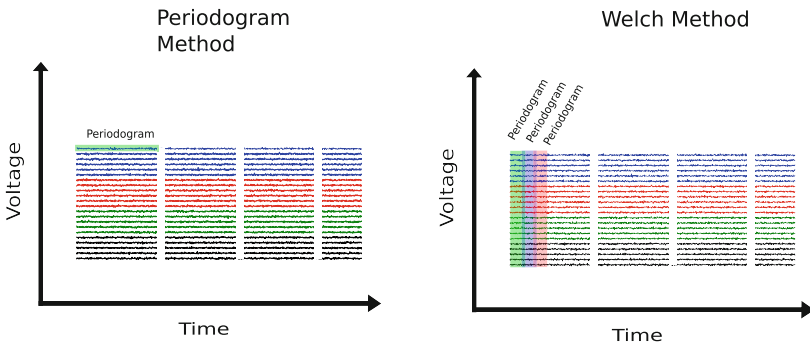 Periodogram
Method
Periodogram
Voltage
Time
Welch Method
Periodogram
Periodogram
Periodogram
Voltage
Time